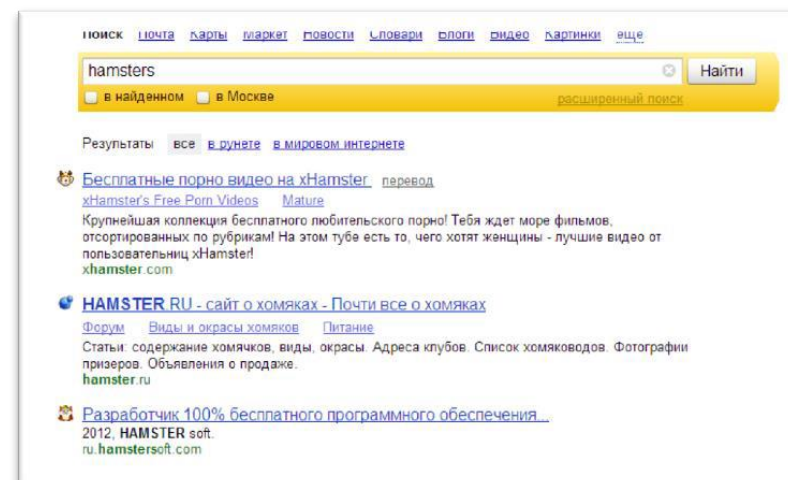 Поиск Почта Карты Маркет Новости Словари Блоги Видео Картинки еще
hamsters Найти
в найденном в Москве расширенный поиск
Результаты все в рунете в мировом интернете
Бесплатные порно видео на xHamster перевод
xHamster's Free Porn Videos Mature
Крупнейшая коллекция бесплатного любительского порно! Тебя ждет море фильмов,
отсортированных по рубрикам! На этом тубе есть то, чего хотят женщины - лучшие видео от
пользовательниц xHamster!
xhamster.com
HAMSTER.RU - сайт о хомяках - Почти все о хомяках
Форум Виды и окрасы хомяков Питание
Статьи: содержание хомячков, виды, окрасы. Адреса клубов. Список хомяководов. Фотографии
призеров. Объявления о продаже.
hamster.ru
Разработчик 100% бесплатного программного обеспечения...
2012, HAMSTER soft.
ru.hamstersoft.com